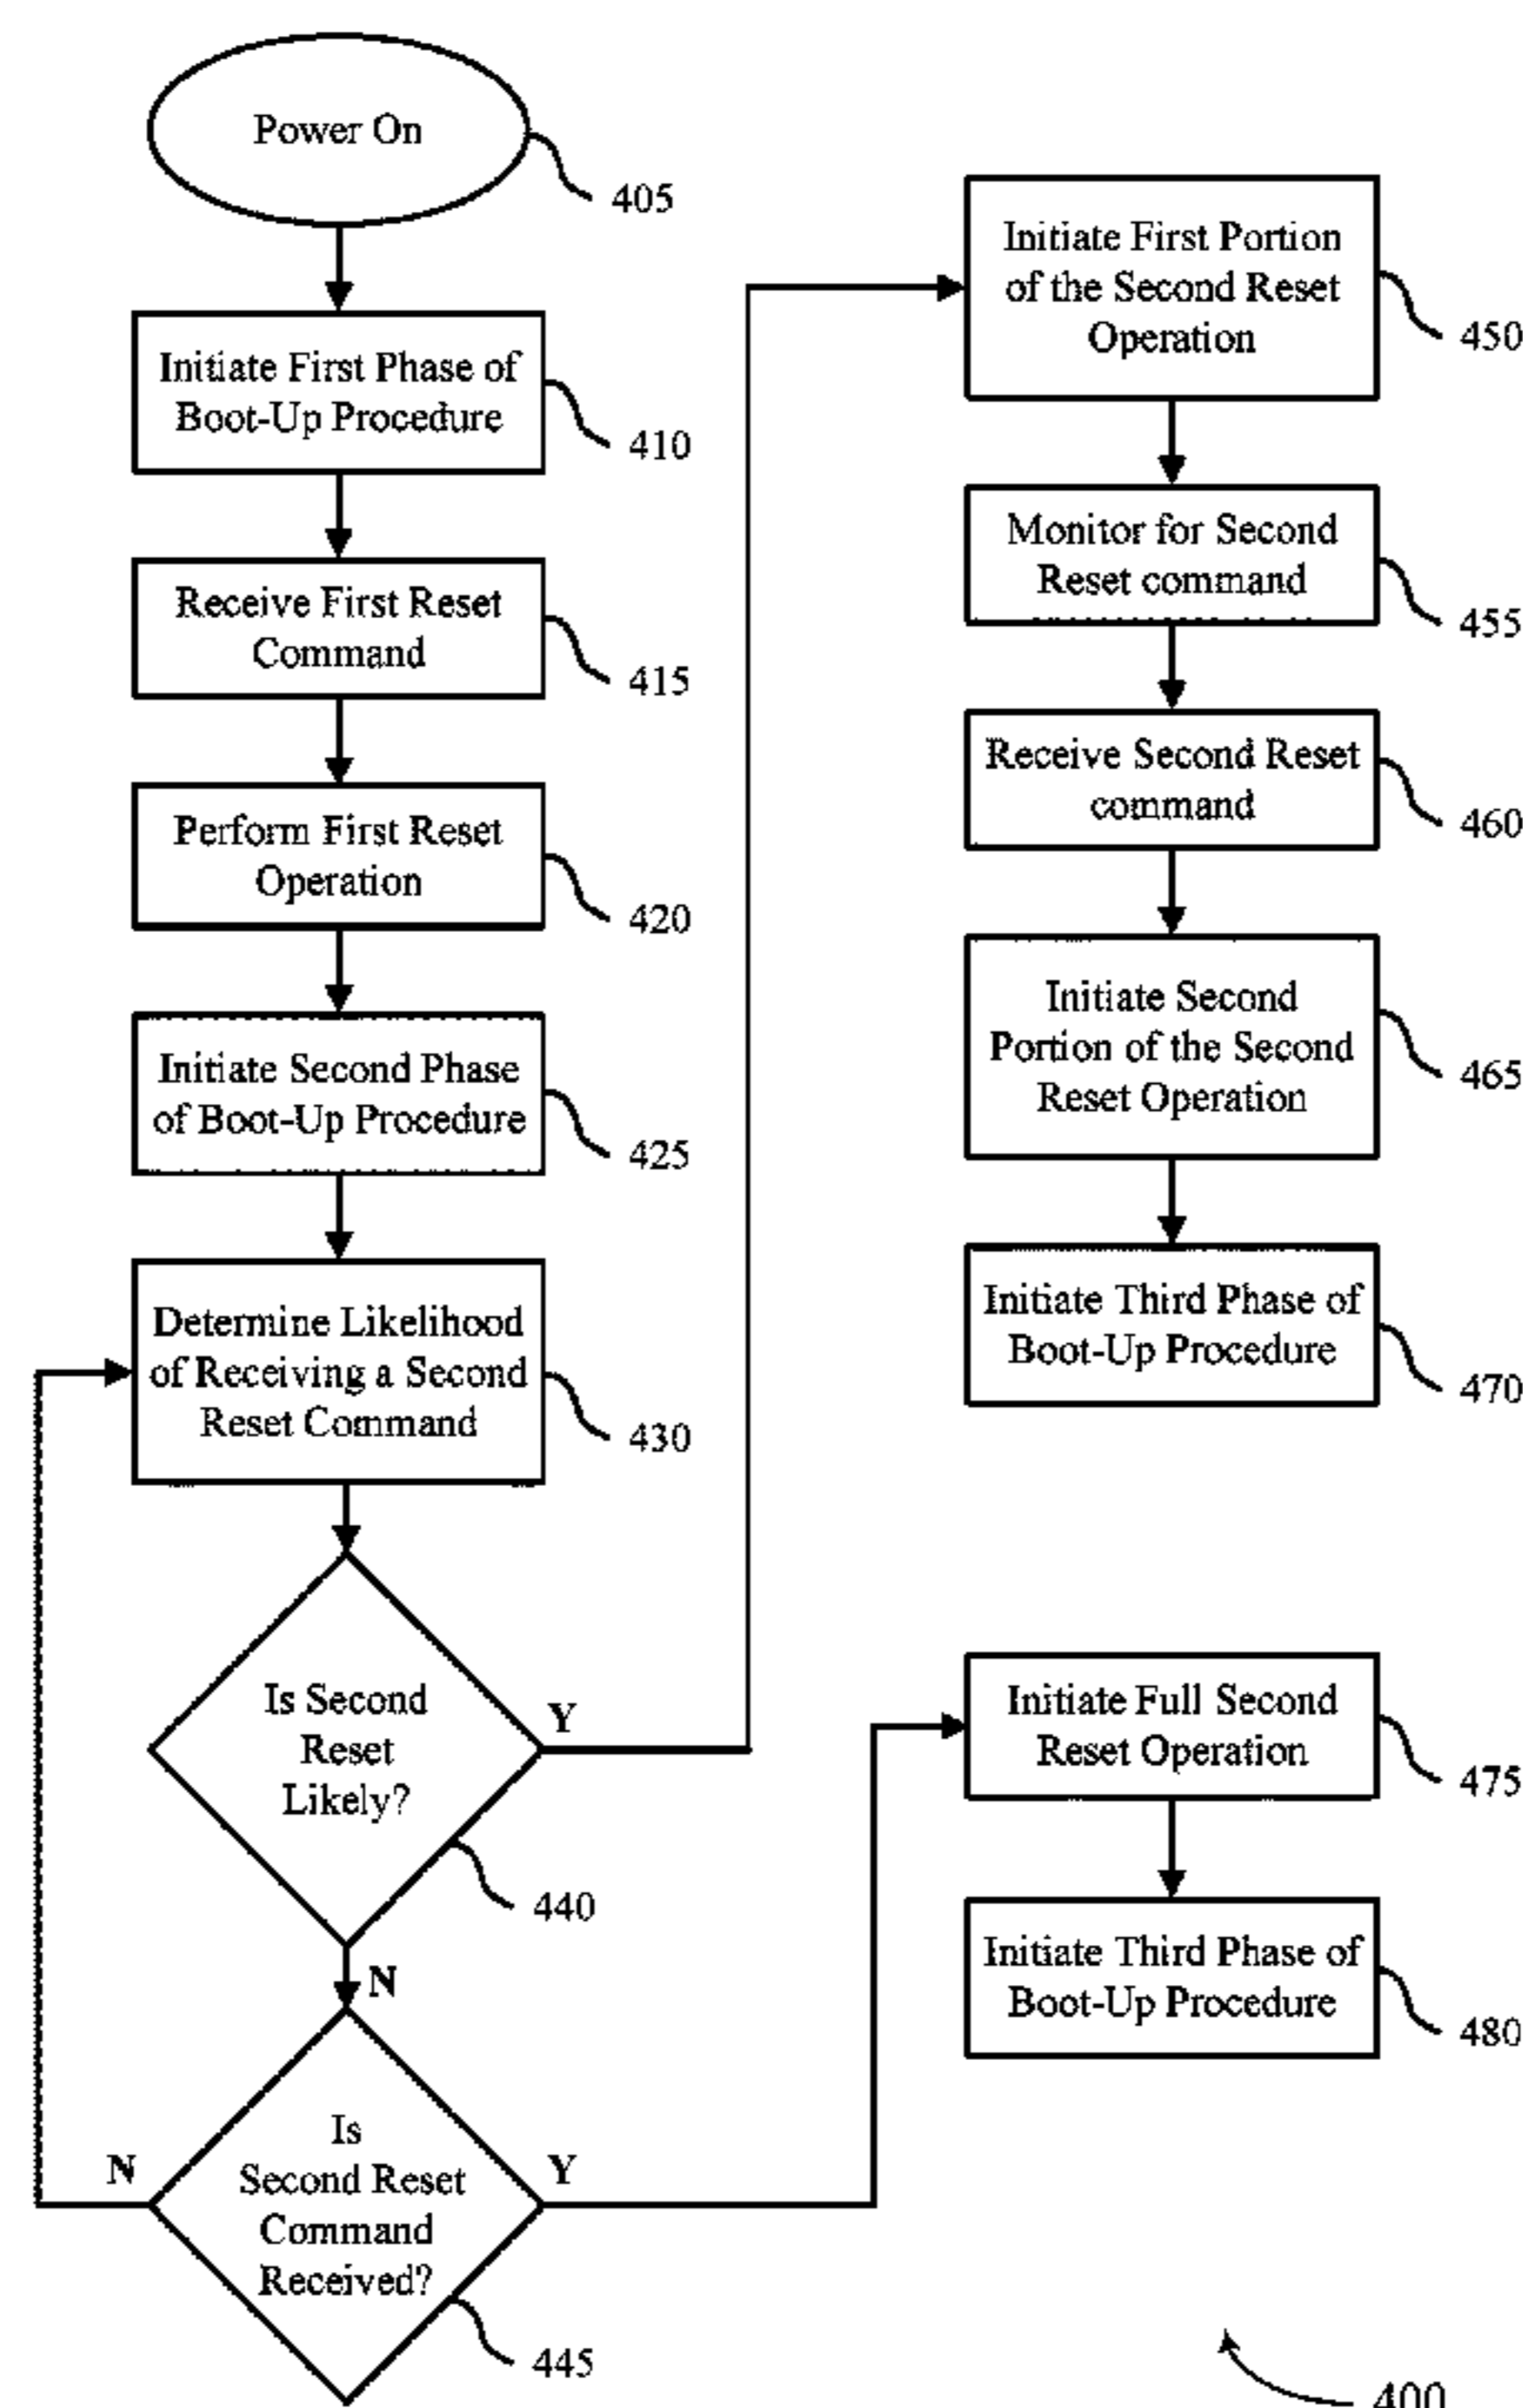 Power On
405
Initiate First Phase of
Boot-Up Procedure
410
Receive First Reset
Command
415
Perform First Reset
Operation
420
Initiate Second Phase
of Boot-Up Procedure
425
Determine Likelihood
of Receiving a Second
Reset Command
430
Is Second
Reset
Likely?
Y
440
N
Is
Second Reset
Command
Received?
N
Y
445
Initiate First Portion
of the Second Reset
Operation
450
Monitor for Second
Reset command
455
Receive Second Reset
command
460
Initiate Second
Portion of the Second
Reset Operation
465
Initiate Third Phase of
Boot-Up Procedure
470
Initiate Full Second
Reset Operation
475
Initiate Third Phase of
Boot-Up Procedure
480
400